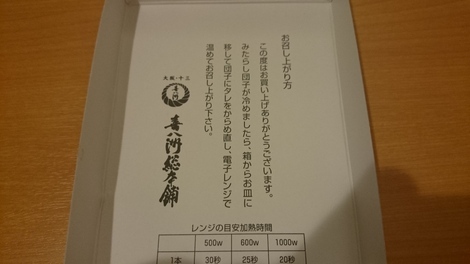 お召し上がり方
この度はお買い上げありがとうございます。
みたらし団子が冷めましたら、箱からお皿に
移して団子にタレをからめ直し、電子レンジで
温めてお召し上がり下さい。
大阪・十三
喜八洲総本舗
レンジの目安加熱時間
500w 600w 1000w
1本 30秒 25秒 20秒